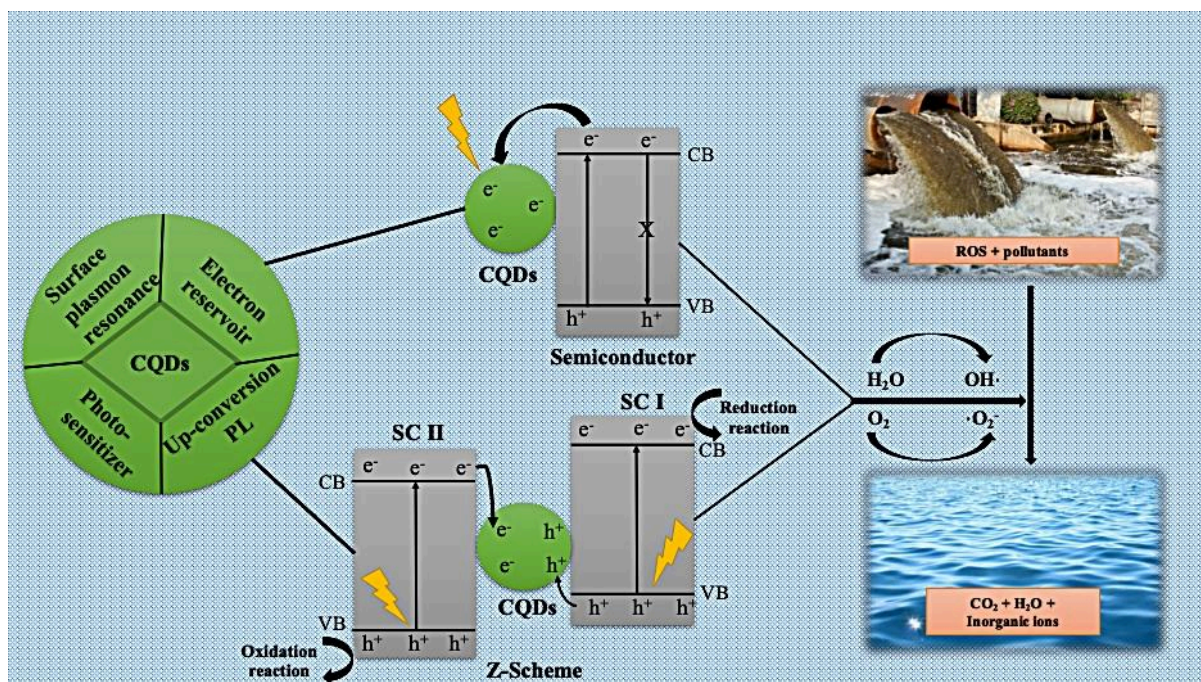 Surface
plasmon
resonance
Electron
reservoir
CQDs
Photo-
sensitizer
Up-conversion
PL
e⁻ e⁻
CB
e⁻
e⁻
e⁻
X
CQDs
VB
h⁺ h⁺
Semiconductor
SC II
e⁻ e⁻ e⁻
CB
VB
h⁺ h⁺ h⁺
Oxidation
reaction
e⁻ h⁺
e⁻ h⁺
CQDs
Z-Scheme
SC I
e⁻ e⁻ e⁻
Reduction
reaction
CB
VB
h⁺ h⁺ h⁺
ROS + pollutants
H₂O OH·
O₂ ·O₂⁻
CO₂ + H₂O +
Inorganic ions